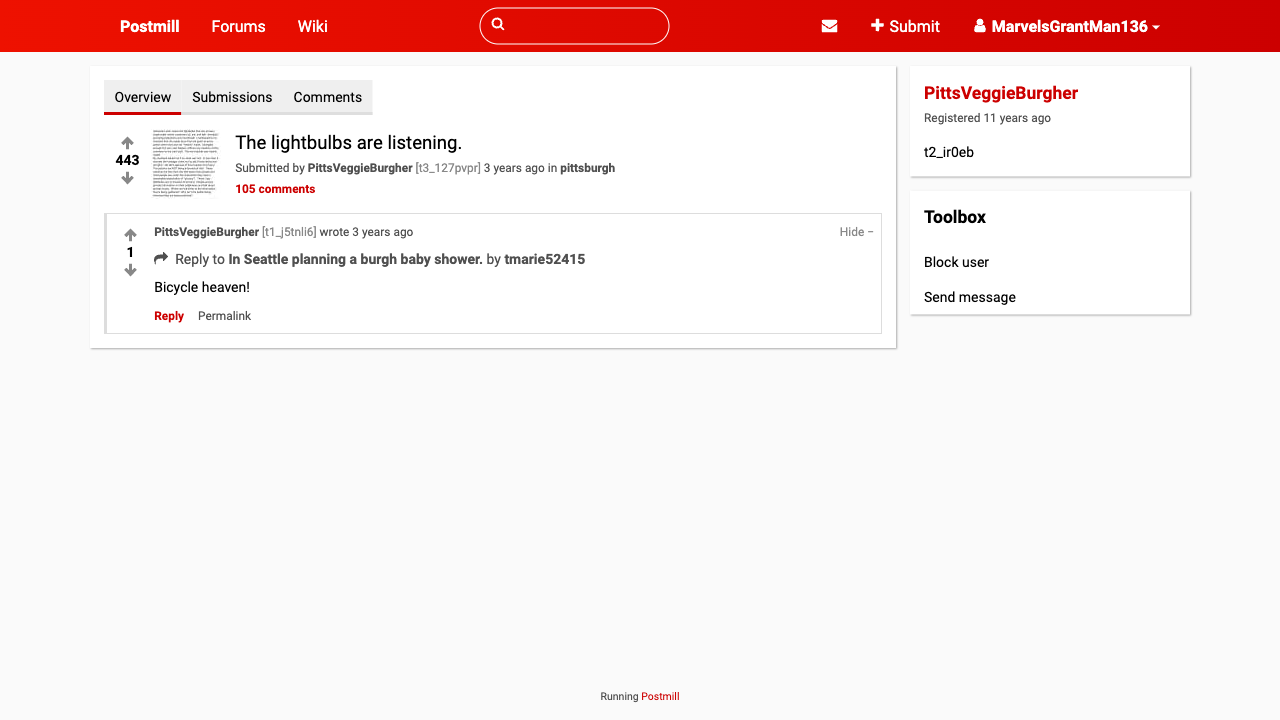 Postmill
Forums
Wiki
Submit
MarvelsGrantMan136
Overview
Submissions
Comments
443
The lightbulbs are listening.
Submitted by PittsVeggieBurgher [t3_127pvpr] 3 years ago in pittsburgh
105 comments
PittsVeggieBurgher [t1_j5tnli6] wrote 3 years ago
Hide −
1
Reply to In Seattle planning a burgh baby shower. by tmarie52415
Bicycle heaven!
Reply
Permalink
PittsVeggieBurgher
Registered 11 years ago
t2_ir0eb
Toolbox
Block user
Send message
Running Postmill